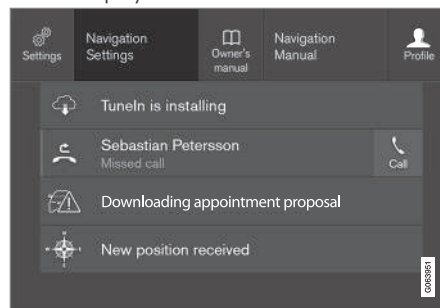 Settings
Navigation
Settings
Owner's
manual
Navigation
Manual
Profile
TuneIn is installing
Sebastian Petersson
Missed call
Call
Downloading appointment proposal
New position received
G063951